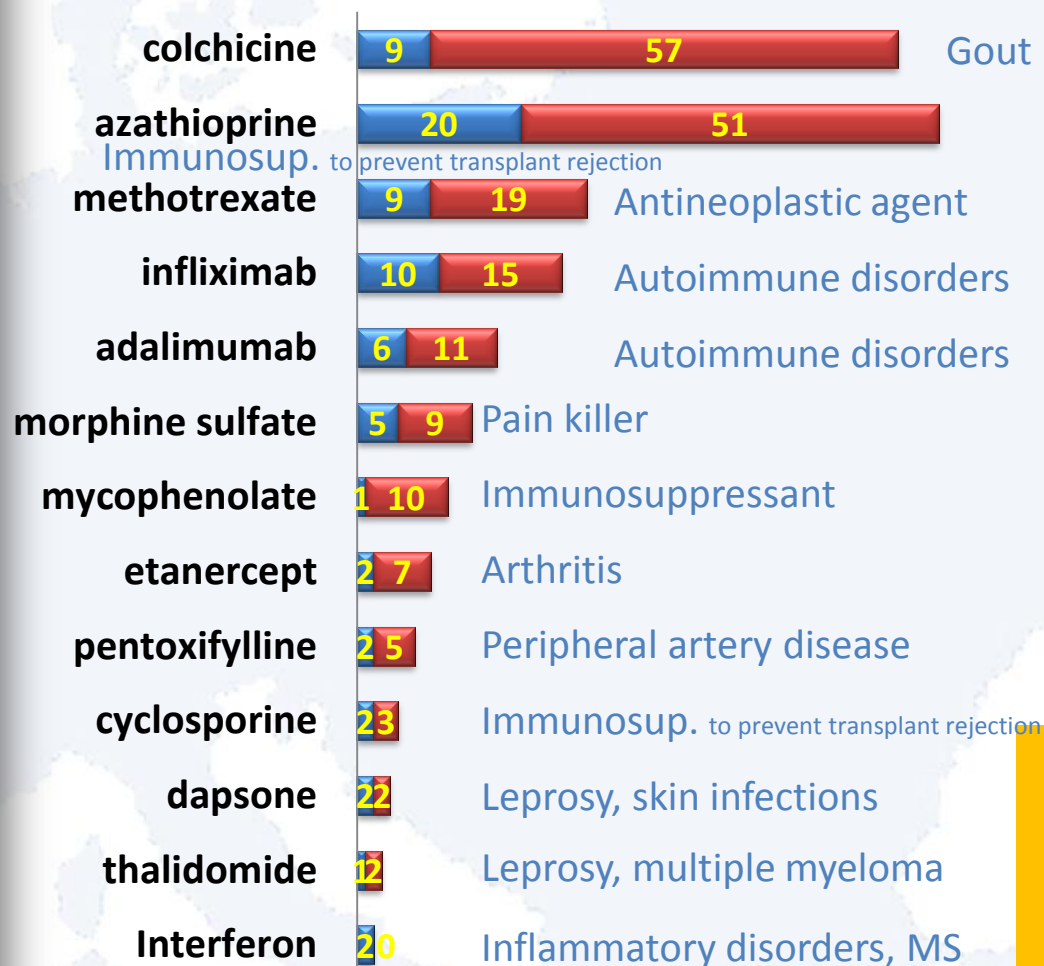 colchicine 9 57 Gout
azathioprine 20 51
Immunosup. to prevent transplant rejection
methotrexate 9 19 Antineoplastic agent
infliximab 10 15 Autoimmune disorders
adalimumab 6 11 Autoimmune disorders
morphine sulfate 5 9 Pain killer
mycophenolate 1 10 Immunosuppressant
etanercept 2 7 Arthritis
pentoxifylline 2 5 Peripheral artery disease
cyclosporine 2 3 Immunosup. to prevent transplant rejection
dapsone 2 2 Leprosy, skin infections
thalidomide 1 2 Leprosy, multiple myeloma
Interferon 2 0 Inflammatory disorders, MS